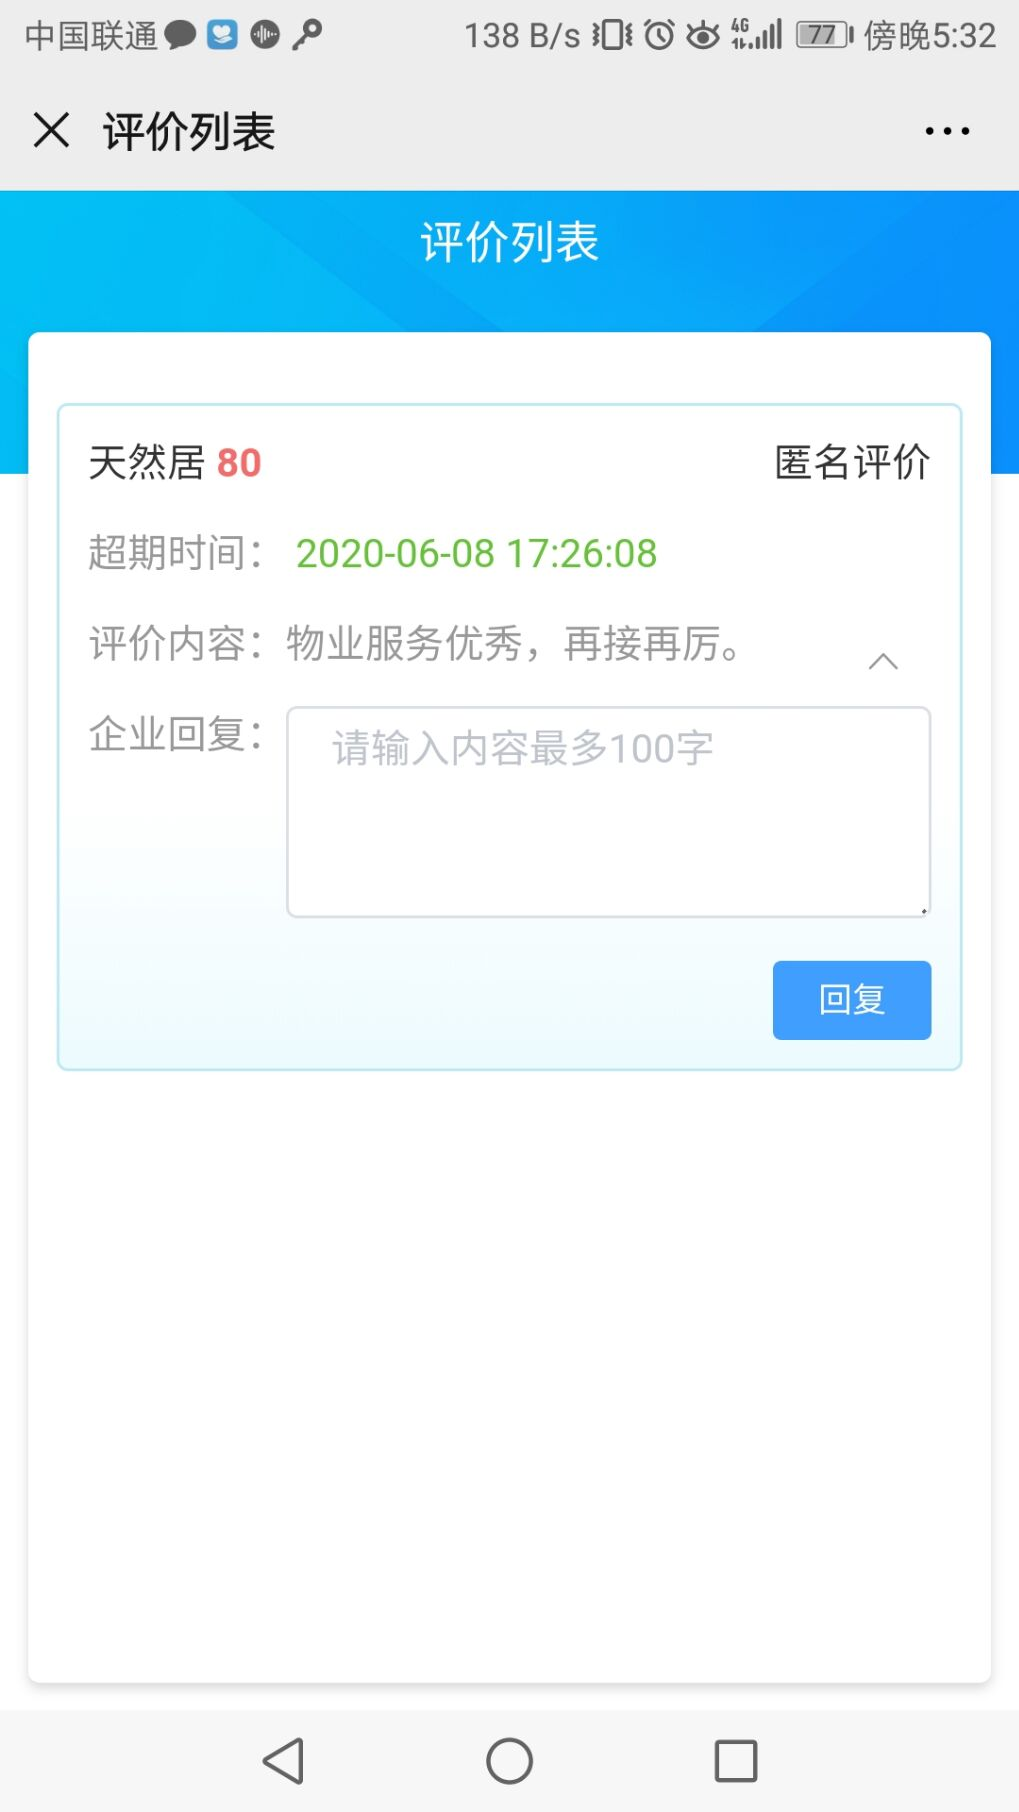 中国联通 138 B/s 4G 77 傍晚5:32
评价列表
评价列表
天然居 80 匿名评价
超期时间： 2020-06-08 17:26:08
评价内容：物业服务优秀，再接再厉。
企业回复： 请输入内容最多100字
回复